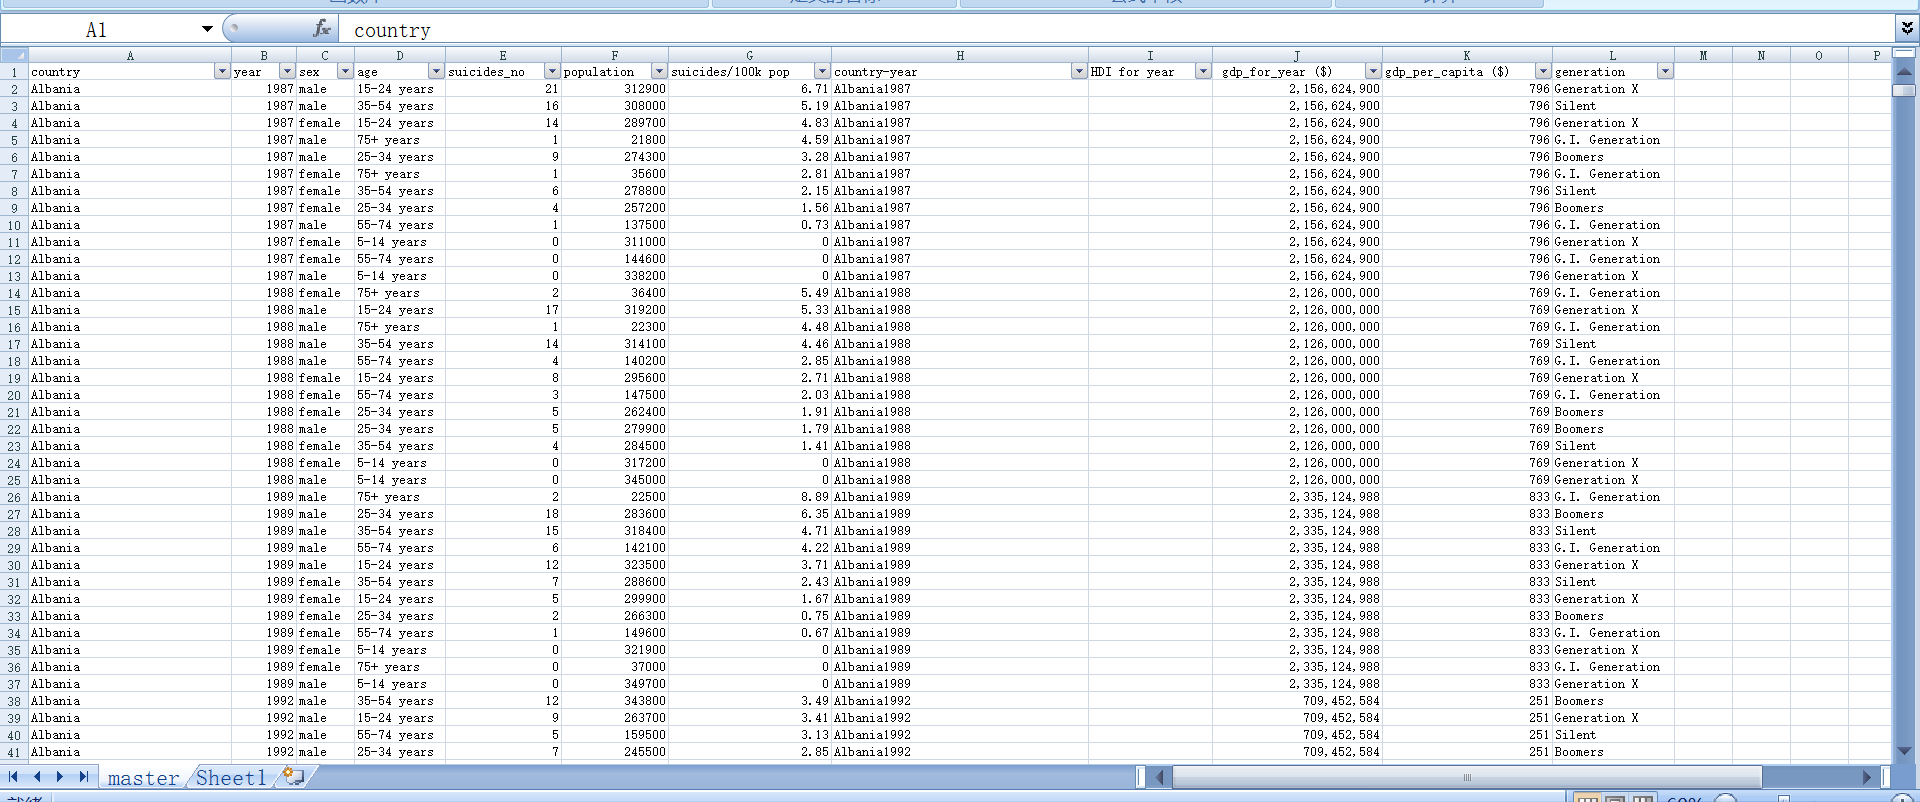 A1 fx country
A B C D E F G H I J K L M N O P
1 country year sex age suicides_no population suicides/100k pop country-year HDI for year gdp_for_year ($) gdp_per_capita ($) generation
2 Albania 1987 male 15-24 years 21 312900 6.71 Albania1987 2,156,624,900 796 Generation X
3 Albania 1987 male 35-54 years 16 308000 5.19 Albania1987 2,156,624,900 796 Silent
4 Albania 1987 female 15-24 years 14 289700 4.83 Albania1987 2,156,624,900 796 Generation X
5 Albania 1987 male 75+ years 1 21800 4.59 Albania1987 2,156,624,900 796 G.I. Generation
6 Albania 1987 male 25-34 years 9 274300 3.28 Albania1987 2,156,624,900 796 Boomers
7 Albania 1987 female 75+ years 1 35600 2.81 Albania1987 2,156,624,900 796 G.I. Generation
8 Albania 1987 female 35-54 years 6 278800 2.15 Albania1987 2,156,624,900 796 Silent
9 Albania 1987 female 25-34 years 4 257200 1.56 Albania1987 2,156,624,900 796 Boomers
10 Albania 1987 male 55-74 years 1 137500 0.73 Albania1987 2,156,624,900 796 G.I. Generation
11 Albania 1987 female 5-14 years 0 311000 0 Albania1987 2,156,624,900 796 Generation X
12 Albania 1987 female 55-74 years 0 144600 0 Albania1987 2,156,624,900 796 G.I. Generation
13 Albania 1987 male 5-14 years 0 338200 0 Albania1987 2,156,624,900 796 Generation X
14 Albania 1988 female 75+ years 2 36400 5.49 Albania1988 2,126,000,000 769 G.I. Generation
15 Albania 1988 male 15-24 years 17 319200 5.33 Albania1988 2,126,000,000 769 Generation X
16 Albania 1988 male 75+ years 1 22300 4.48 Albania1988 2,126,000,000 769 G.I. Generation
17 Albania 1988 male 35-54 years 14 314100 4.46 Albania1988 2,126,000,000 769 Silent
18 Albania 1988 male 55-74 years 4 140200 2.85 Albania1988 2,126,000,000 769 G.I. Generation
19 Albania 1988 female 15-24 years 8 295600 2.71 Albania1988 2,126,000,000 769 Generation X
20 Albania 1988 female 55-74 years 3 147500 2.03 Albania1988 2,126,000,000 769 G.I. Generation
21 Albania 1988 female 25-34 years 5 262400 1.91 Albania1988 2,126,000,000 769 Boomers
22 Albania 1988 male 25-34 years 5 279900 1.79 Albania1988 2,126,000,000 769 Boomers
23 Albania 1988 female 35-54 years 4 284500 1.41 Albania1988 2,126,000,000 769 Silent
24 Albania 1988 female 5-14 years 0 317200 0 Albania1988 2,126,000,000 769 Generation X
25 Albania 1988 male 5-14 years 0 345000 0 Albania1988 2,126,000,000 769 Generation X
26 Albania 1989 male 75+ years 2 22500 8.89 Albania1989 2,335,124,988 833 G.I. Generation
27 Albania 1989 male 25-34 years 18 283600 6.35 Albania1989 2,335,124,988 833 Boomers
28 Albania 1989 male 35-54 years 15 318400 4.71 Albania1989 2,335,124,988 833 Silent
29 Albania 1989 male 55-74 years 6 142100 4.22 Albania1989 2,335,124,988 833 G.I. Generation
30 Albania 1989 male 15-24 years 12 323500 3.71 Albania1989 2,335,124,988 833 Generation X
31 Albania 1989 female 35-54 years 7 288600 2.43 Albania1989 2,335,124,988 833 Silent
32 Albania 1989 female 15-24 years 5 299900 1.67 Albania1989 2,335,124,988 833 Generation X
33 Albania 1989 female 25-34 years 2 266300 0.75 Albania1989 2,335,124,988 833 Boomers
34 Albania 1989 female 55-74 years 1 149600 0.67 Albania1989 2,335,124,988 833 G.I. Generation
35 Albania 1989 female 5-14 years 0 321900 0 Albania1989 2,335,124,988 833 Generation X
36 Albania 1989 female 75+ years 0 37000 0 Albania1989 2,335,124,988 833 G.I. Generation
37 Albania 1989 male 5-14 years 0 349700 0 Albania1989 2,335,124,988 833 Generation X
38 Albania 1992 male 35-54 years 12 343800 3.49 Albania1992 709,452,584 251 Boomers
39 Albania 1992 male 15-24 years 9 263700 3.41 Albania1992 709,452,584 251 Generation X
40 Albania 1992 male 55-74 years 5 159500 3.13 Albania1992 709,452,584 251 Silent
41 Albania 1992 male 25-34 years 7 245500 2.85 Albania1992 709,452,584 251 Boomers
master Sheet1